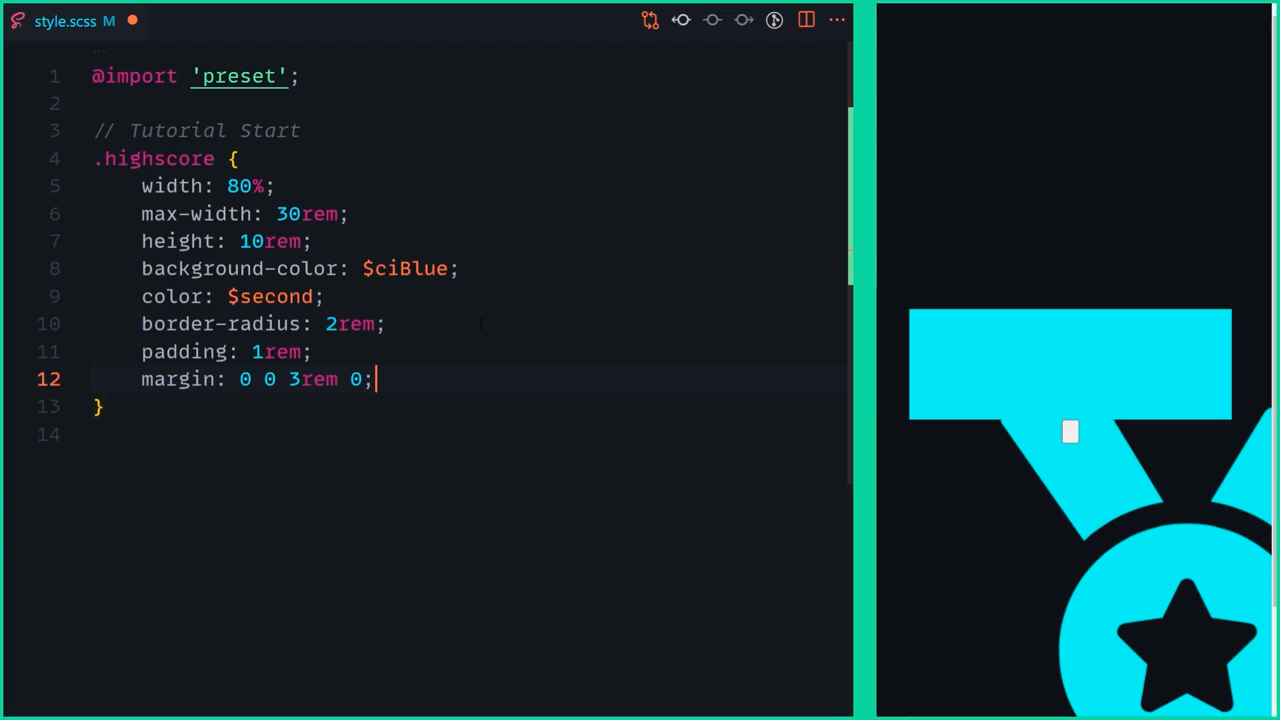 style.scss M
...
1 @import 'preset';
2
3 // Tutorial Start
4 .highscore {
5 width: 80%;
6 max-width: 30rem;
7 height: 10rem;
8 background-color: $ciBlue;
9 color: $second;
10 border-radius: 2rem;
11 padding: 1rem;
12 margin: 0 0 3rem 0;
13 }
14